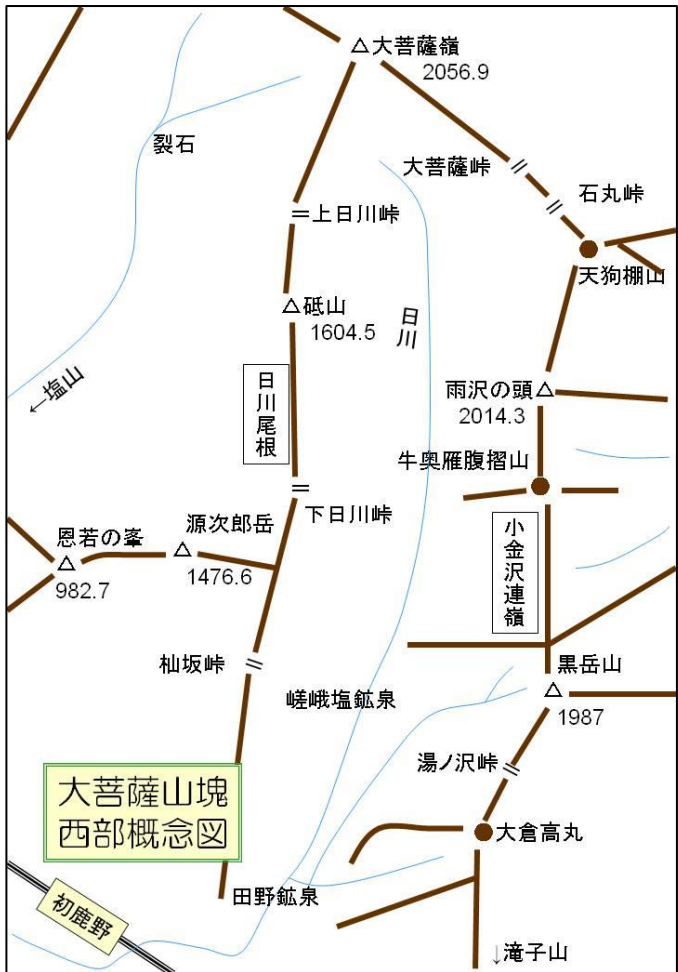 大菩薩嶺
2056.9
裂石
大菩薩峠
石丸峠
上日川峠
天狗棚山
砥山
1604.5
日川
←塩山
日川尾根
雨沢の頭
2014.3
牛奥雁腹摺山
下日川峠
源次郎岳
1476.6
恩若の峯
982.7
小金沢連嶺
杣坂峠
黒岳山
1987
嵯峨塩鉱泉
湯ノ沢峠
大菩薩山塊
西部概念図
大倉高丸
田野鉱泉
初鹿野
↓滝子山